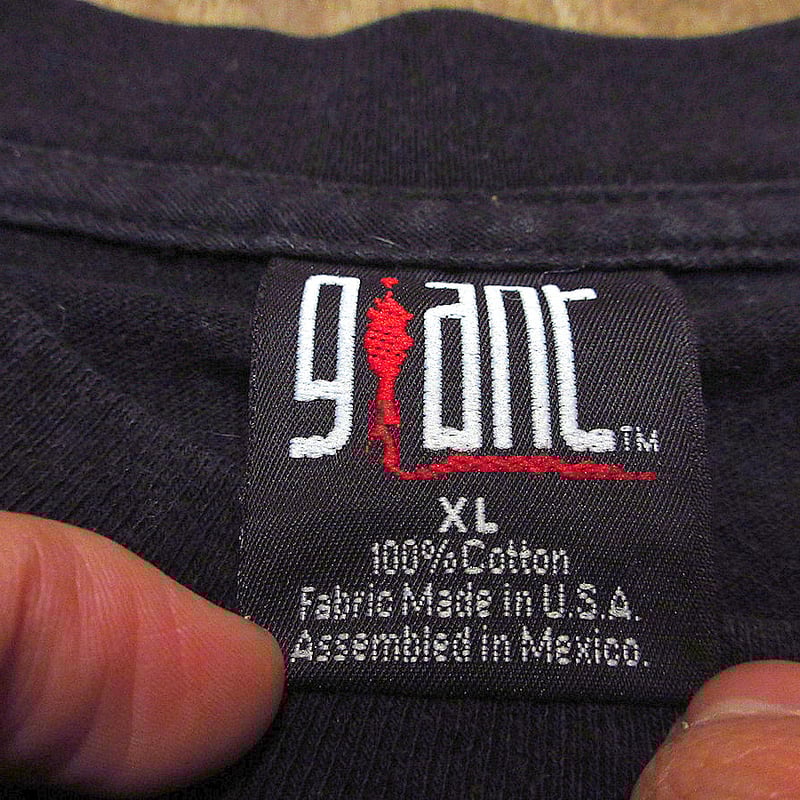 giant™
XL
100% Cotton
Fabric Made in U.S.A.
Assembled in Mexico.